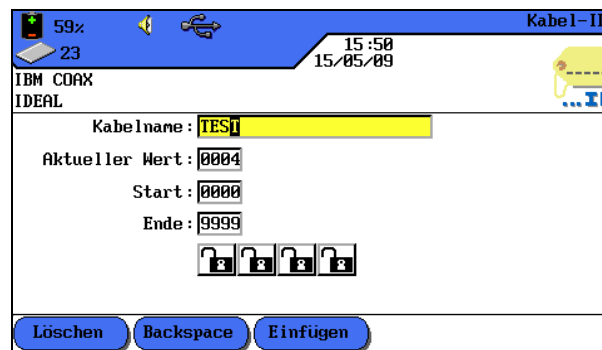 59% Kabel-I
23 15:50
15/05/09
IBM COAX
IDEAL
...I
Kabelname: TEST
Aktueller Wert: 0004
Start: 0000
Ende: 9999
Löschen Backspace Einfügen